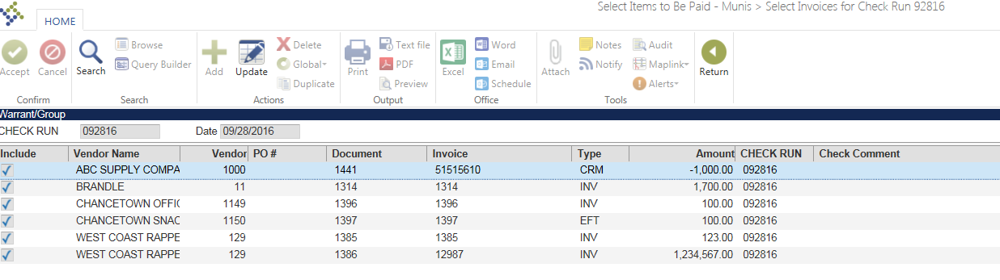 Select Items to Be Paid - Munis > Select Invoices for Check Run 92816
HOME
Accept Cancel Search Browse Query Builder Add Update Delete Global Duplicate Print Text file PDF Preview Excel Word Email Schedule Attach Notes Notify Audit Maplink Alerts Return
Confirm Search Actions Output Office Tools
Warrant/Group
CHECK RUN 092816 Date 09/28/2016
Include Vendor Name Vendor PO # Document Invoice Type Amount CHECK RUN Check Comment
ABC SUPPLY COMPA 1000 1441 51515610 CRM -1,000.00 092816
BRANDLE 11 1314 1314 INV 1,700.00 092816
CHANCETOWN OFFIC 1149 1396 1396 INV 100.00 092816
CHANCETOWN SNAC 1150 1397 1397 EFT 100.00 092816
WEST COAST RAPPE 129 1385 1385 INV 123.00 092816
WEST COAST RAPPE 129 1386 12987 INV 1,234,567.00 092816